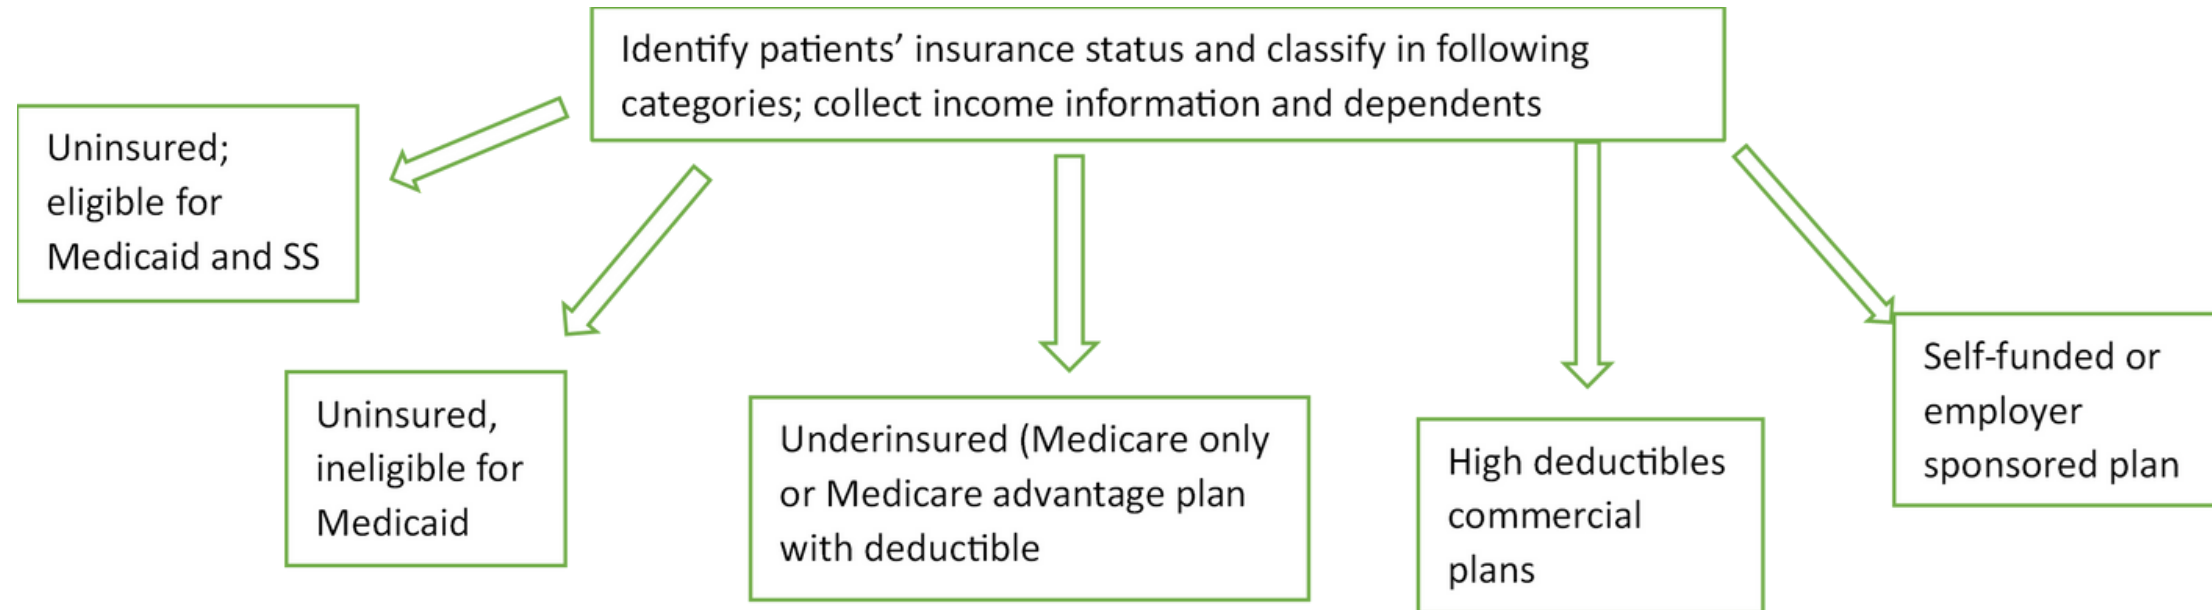 Identify patients’ insurance status and classify in following
categories; collect income information and dependents
Uninsured;
eligible for
Medicaid and SS
Uninsured,
ineligible for
Medicaid
Underinsured (Medicare only
or Medicare advantage plan
with deductible
High deductibles
commercial
plans
Self-funded or
employer
sponsored plan